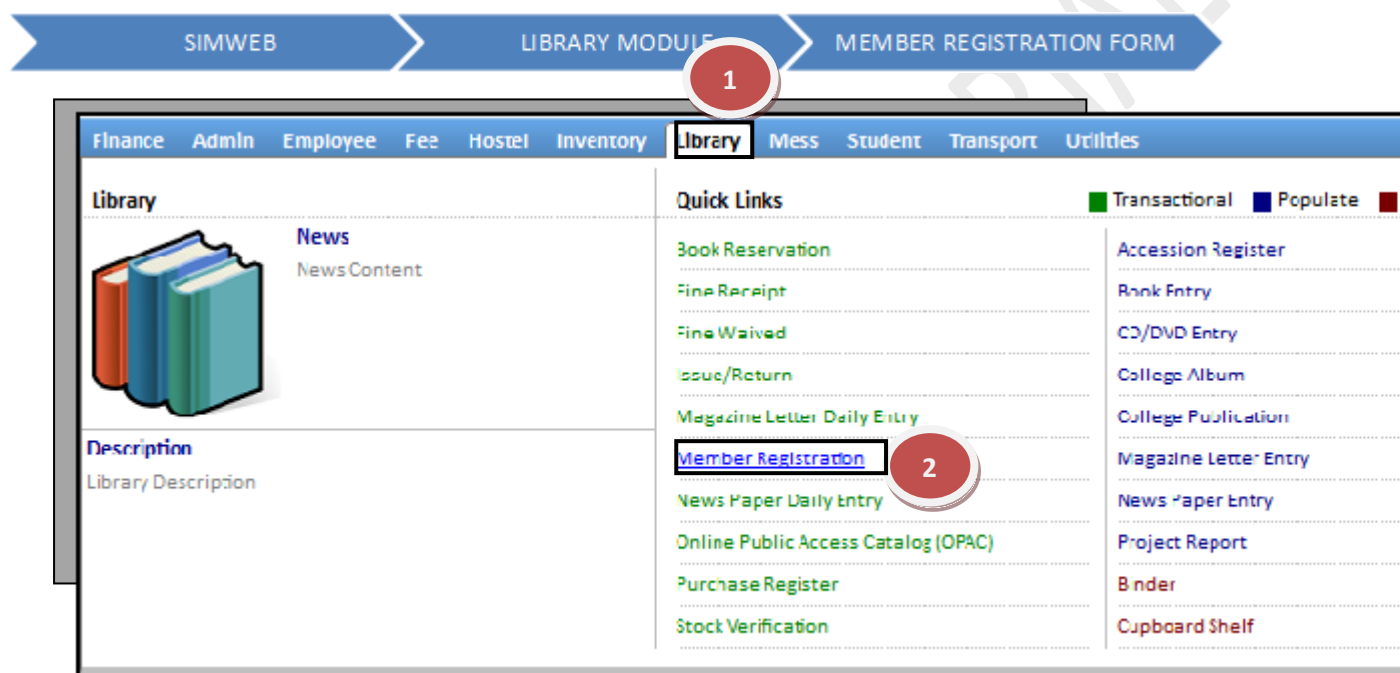 SIMWEB LIBRARY MODULE MEMBER REGISTRATION FORM
1
Finance Admin Employee Fee Hostel Inventory Library Mess Student Transport Utilities
Library
News
News Content
Description
Library Description
Quick Links
Transactional Populate
Book Reservation
Fine Receipt
Fine Waived
Issue/Return
Magazine Letter Daily Entry
Member Registration
2
News Paper Daily Entry
Online Public Access Catalog (OPAC)
Purchase Register
Stock Verification
Accession Register
Book Entry
CD/DVD Entry
College Album
College Publication
Magazine Letter Entry
News Paper Entry
Project Report
Binder
Cupboard Shelf